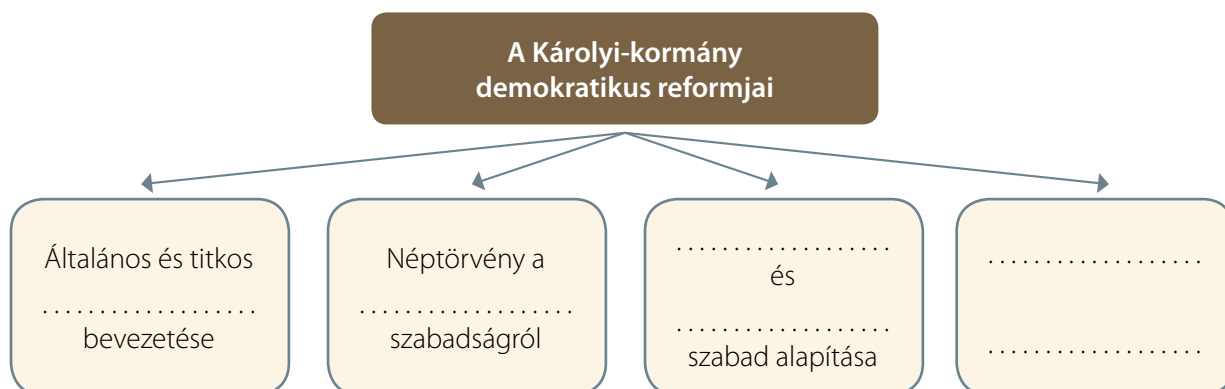 A Károlyi-kormány
demokratikus reformjai
Általános és titkos
. . . . . . . . . . . . . . . . . . .
bevezetése
Néptörvény a
. . . . . . . . . . . . . . . . . . .
szabadságról
. . . . . . . . . . . . . . . . . . .
és
. . . . . . . . . . . . . . . . . . .
szabad alapítása
. . . . . . . . . . . . . . . . . . .
. . . . . . . . . . . . . . . . . . .